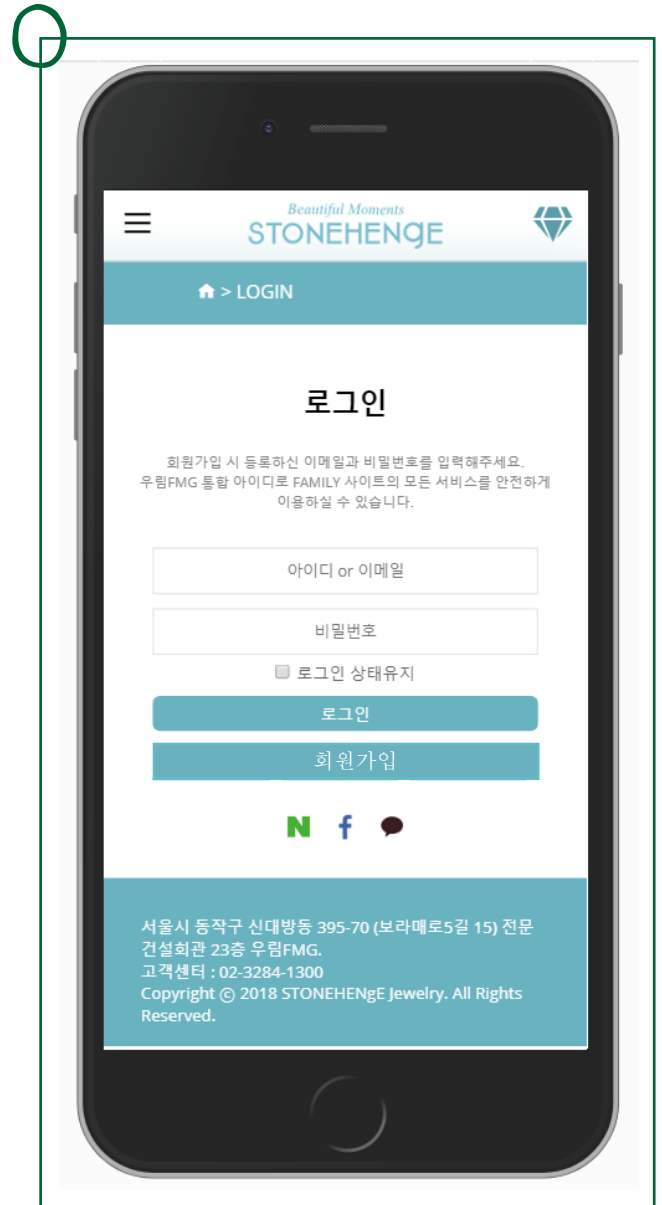 Beautiful Moments
STONEHENgE
> LOGIN
로그인
회원가입 시 등록하신 이메일과 비밀번호를 입력해주세요.
우림FMG 통합 아이디로 FAMILY 사이트의 모든 서비스를 안전하게
이용하실 수 있습니다.
아이디 or 이메일
비밀번호
로그인 상태유지
로그인
회원가입
N f
서울시 동작구 신대방동 395-70 (보라매로5길 15) 전문
건설회관 23층 우림FMG.
고객센터 : 02-3284-1300
Copyright ⓒ 2018 STONEHENgE Jewelry. All Rights
Reserved.